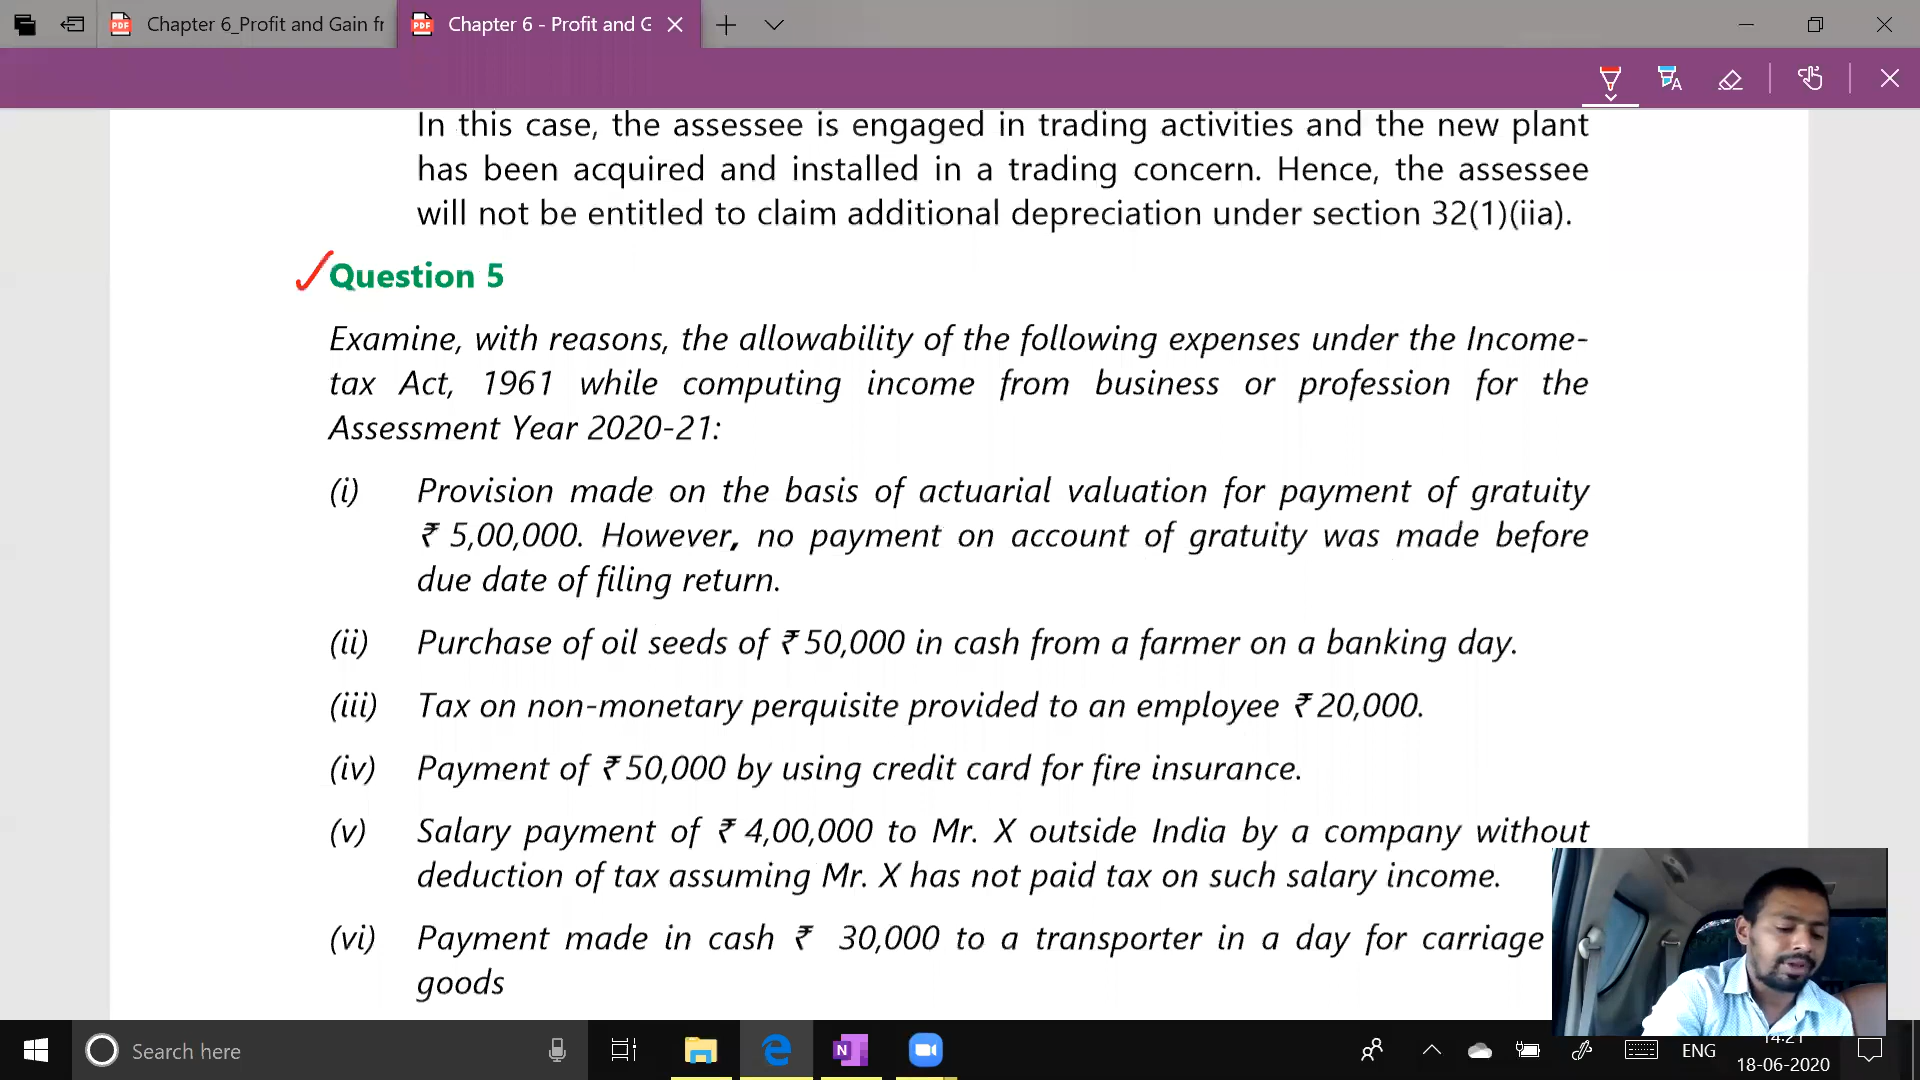 Chapter 6_Profit and Gain fr
Chapter 6 - Profit and G
In this case, the assessee is engaged in trading activities and the new plant
has been acquired and installed in a trading concern. Hence, the assessee
will not be entitled to claim additional depreciation under section 32(1)(iia).
Question 5
Examine, with reasons, the allowability of the following expenses under the Income-
tax Act, 1961 while computing income from business or profession for the
Assessment Year 2020-21:
(i) Provision made on the basis of actuarial valuation for payment of gratuity
₹ 5,00,000. However, no payment on account of gratuity was made before
due date of filing return.
(ii) Purchase of oil seeds of ₹ 50,000 in cash from a farmer on a banking day.
(iii) Tax on non-monetary perquisite provided to an employee ₹ 20,000.
(iv) Payment of ₹ 50,000 by using credit card for fire insurance.
(v) Salary payment of ₹ 4,00,000 to Mr. X outside India by a company without
deduction of tax assuming Mr. X has not paid tax on such salary income.
(vi) Payment made in cash ₹ 30,000 to a transporter in a day for carriage
goods
Search here
ENG
14:21
18-06-2020